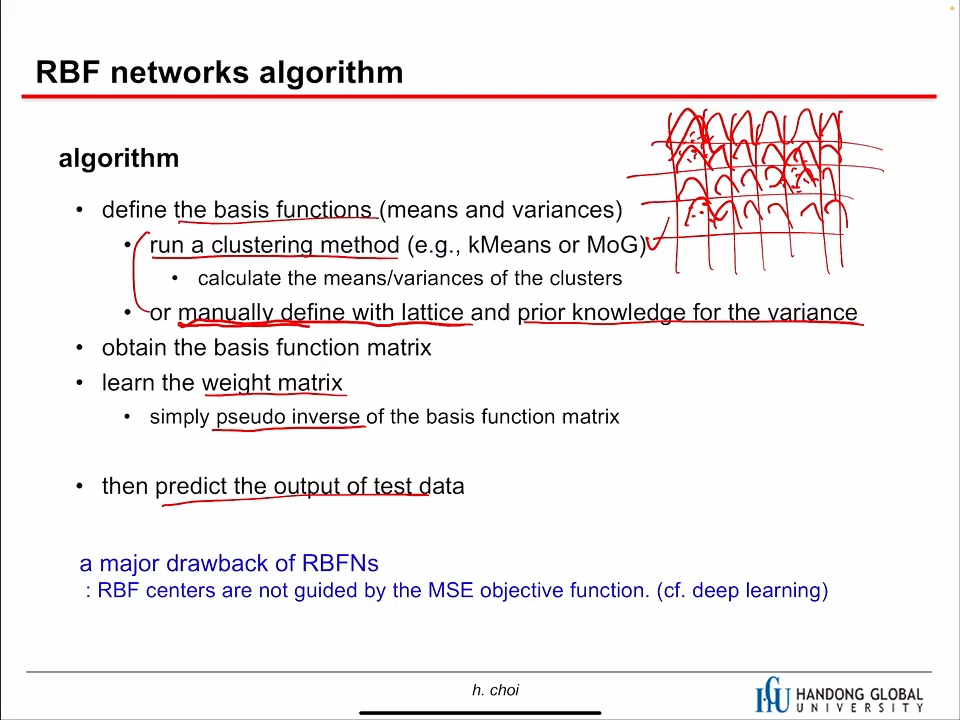 RBF networks algorithm
algorithm
• define the basis functions (means and variances)
• run a clustering method (e.g., kMeans or MoG)
• calculate the means/variances of the clusters
• or manually define with lattice and prior knowledge for the variance
• obtain the basis function matrix
• learn the weight matrix
• simply pseudo inverse of the basis function matrix
• then predict the output of test data
a major drawback of RBFNs
: RBF centers are not guided by the MSE objective function. (cf. deep learning)
h. choi
HGU HANDONG GLOBAL
UNIVERSITY